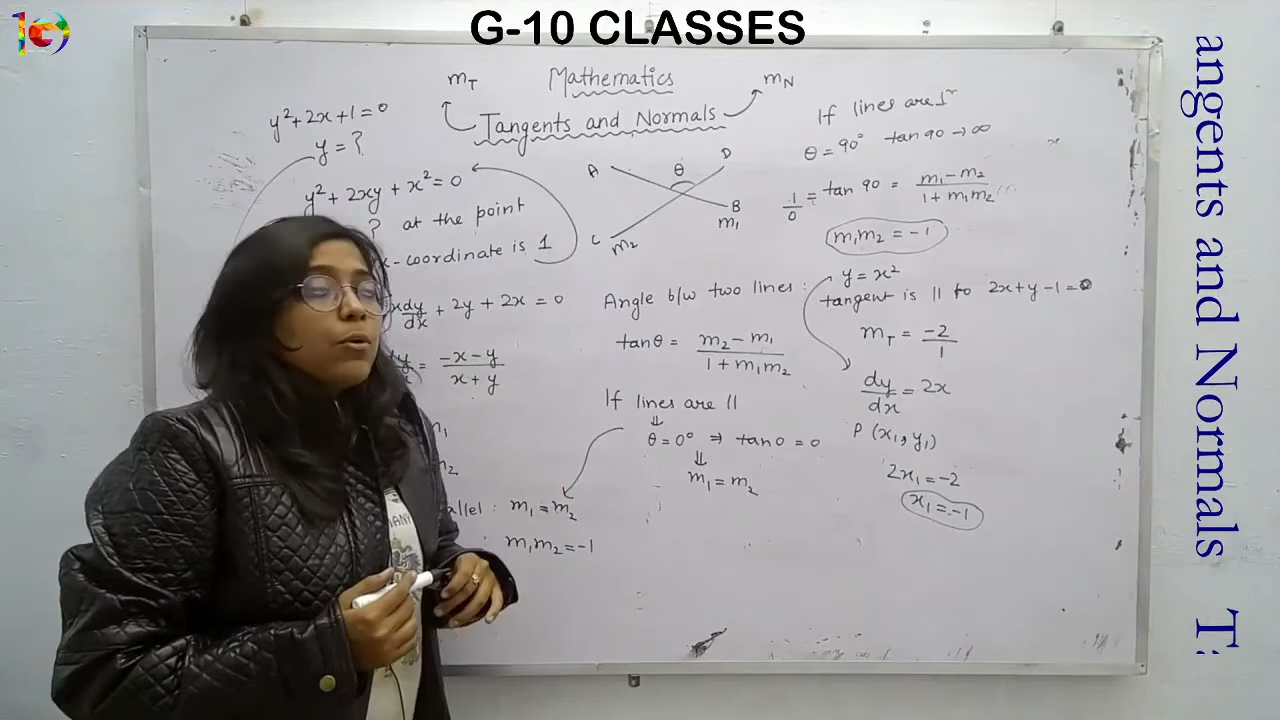 G-10 CLASSES
Mathematics
m_T
m_N
Tangents and Normals
y²+2x+1=0
y = ?
y² + 2xy + x² = 0
? at the point
x-coordinate is 1
dy/dx + 2y + 2x = 0
= (-x-y)/(x+y)
m₁m₂ = -1
m₁ = m₂
A
D
θ
B
m₁
C
m₂
Angle b/w two lines:
tanθ = (m₂-m₁)/(1+m₁m₂)
If lines are ||
⇓
θ=0° ⇒ tan0 = 0
⇓
m₁ = m₂
If lines are ⊥ʳ
θ = 90° tan 90 → ∞
1/0 = tan 90 = (m₁-m₂)/(1+m₁m₂)
m₁m₂ = -1
y = x²
tangent is || to 2x+y-1=0
m_T = -2/1
dy/dx = 2x
P (x₁, y₁)
2x₁ = -2
x₁ = -1
angents and Normals T